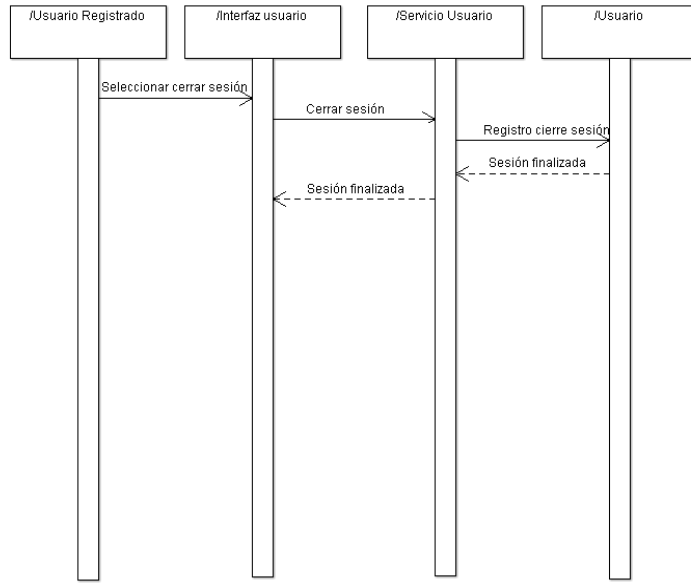 /Usuario Registrado
/Interfaz usuario
/Servicio Usuario
/Usuario
Seleccionar cerrar sesión
Cerrar sesión
Registro cierre sesión
Sesión finalizada
Sesión finalizada